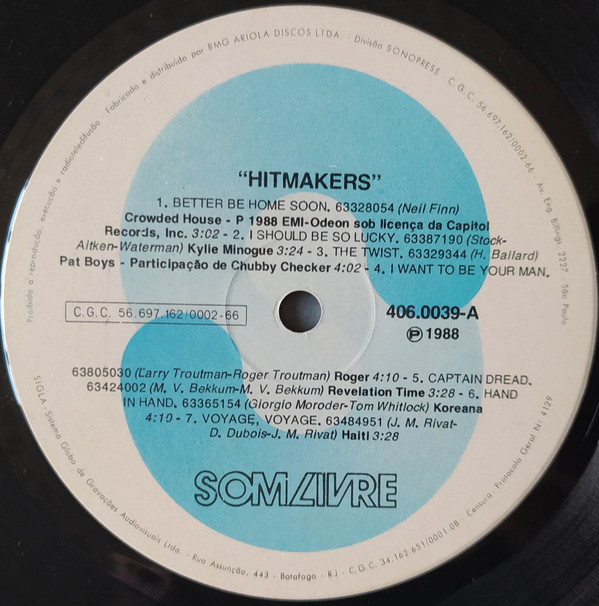 Proibida a reprodução, execução e radioteledifusão · Fabricado e distribuído por BMG ARIOLA DISCOS LTDA. · Divisão SONOPRESS · C.G.C. 56.697.162/0002-66 · Av. Eng. Billings, 2227 São Paulo
"HITMAKERS"
1. BETTER BE HOME SOON. 63328054 (Neil Finn)
Crowded House - P 1988 EMI-Odeon sob licença da Capitol
Records, Inc. 3:02 - 2. I SHOULD BE SO LUCKY. 63387190 (Stock-
Aitken-Waterman) Kylie Minogue 3:24 - 3. THE TWIST. 63329344 (H. Ballard)
Pat Boys - Participação de Chubby Checker 4:02 - 4. I WANT TO BE YOUR MAN.
C.G.C. 56.697.162/0002-66
406.0039-A
Ⓟ 1988
63805030 (Larry Troutman-Roger Troutman) Roger 4:10 - 5. CAPTAIN DREAD.
63424002 (M. V. Bekkum-M. V. Bekkum) Revelation Time 3:28 - 6. HAND
IN HAND. 63365154 (Giorgio Moroder-Tom Whitlock) Koreana
4:10 - 7. VOYAGE, VOYAGE. 63484951 (J. M. Rivat-
D. Dubois-J. M. Rivat) Haiti 3:28
SOM LIVRE
SIGLA - Sistema Globo de Gravações Audiovisuais Ltda. - Rua Assunção, 443 - Botafogo - RJ - C.G.C. 34.162.651/0001-08 - Censura: Protocolo Geral Nº 4129